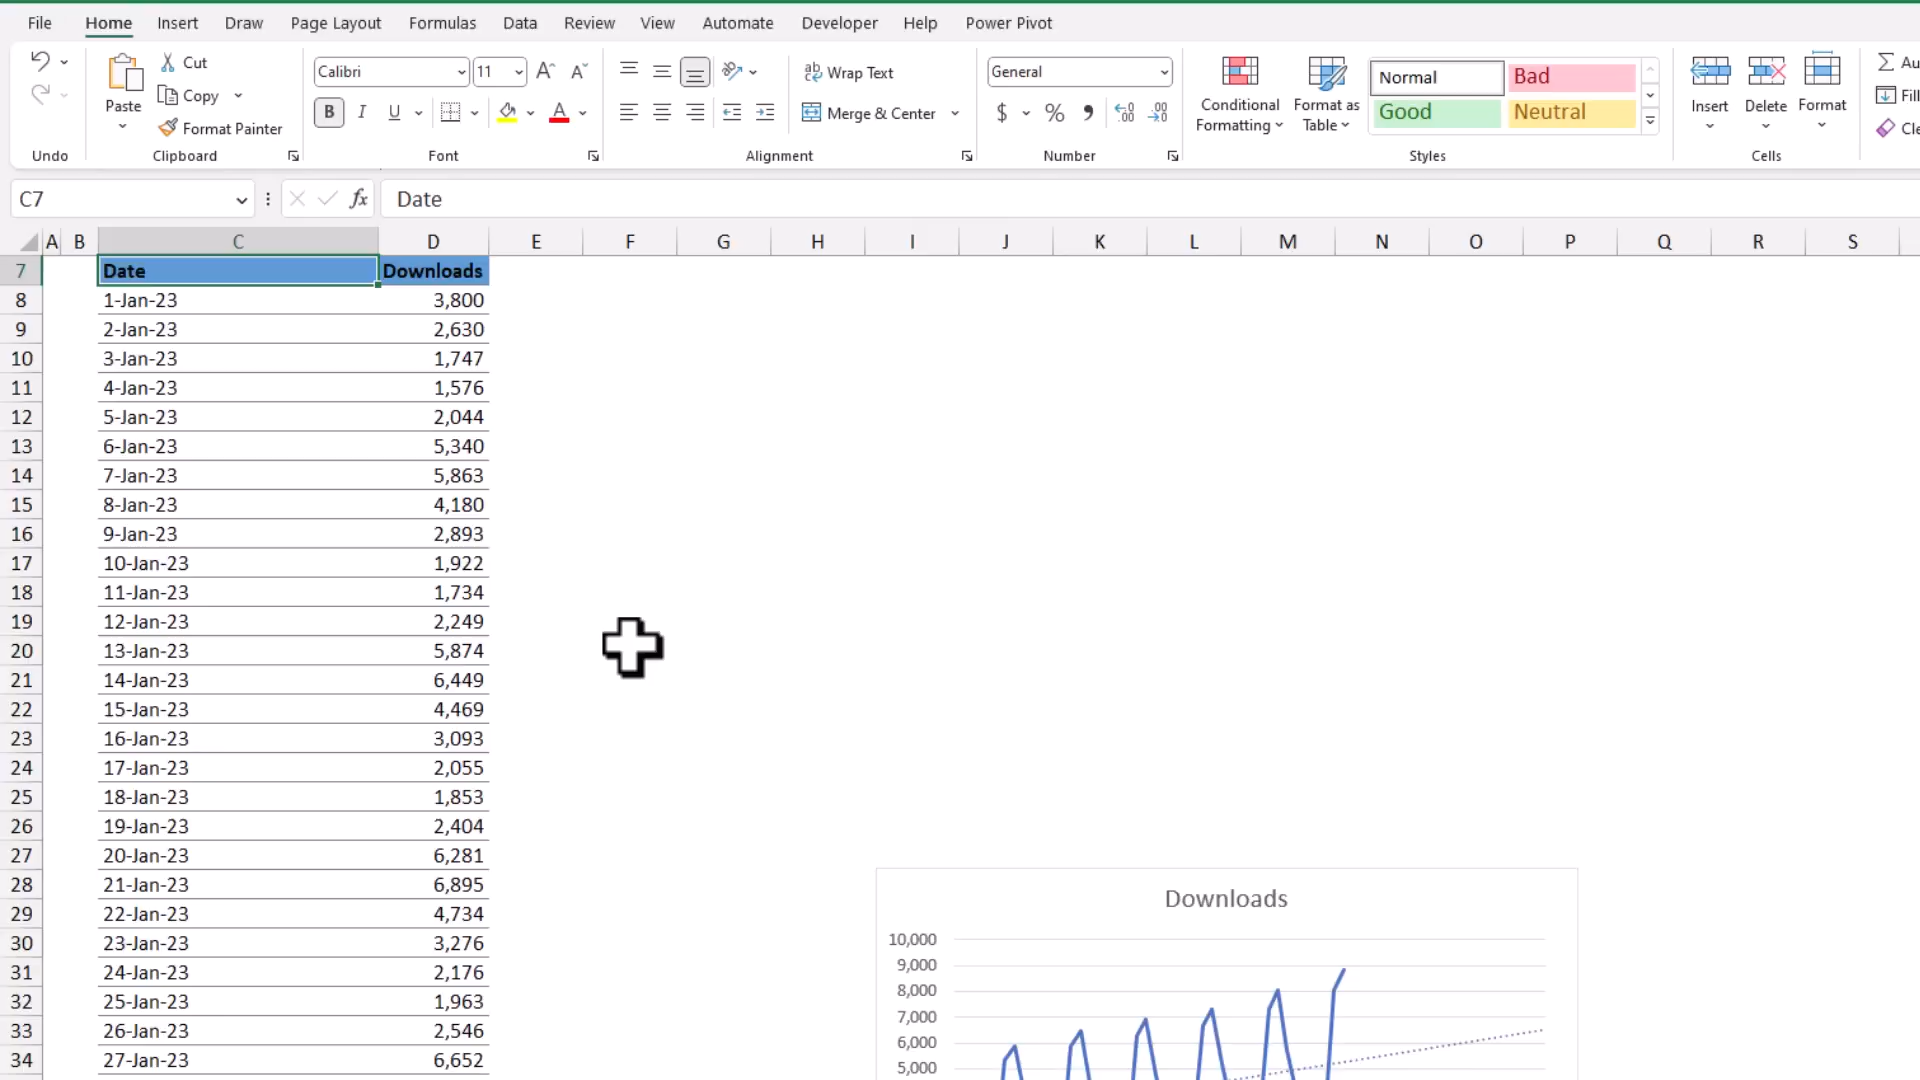 File Home Insert Draw Page Layout Formulas Data Review View Automate Developer Help Power Pivot
Cut
Copy
Format Painter
Paste
Undo
Clipboard
Calibri 11
B I U
Font
Wrap Text
Merge & Center
Alignment
General
$ %
Number
Conditional Formatting
Format as Table
Normal Bad
Good Neutral
Styles
Insert Delete Format
Cells
Fill
C7 fx Date
A B C D E F G H I J K L M N O P Q R S
7 Date Downloads
8 1-Jan-23 3,800
9 2-Jan-23 2,630
10 3-Jan-23 1,747
11 4-Jan-23 1,576
12 5-Jan-23 2,044
13 6-Jan-23 5,340
14 7-Jan-23 5,863
15 8-Jan-23 4,180
16 9-Jan-23 2,893
17 10-Jan-23 1,922
18 11-Jan-23 1,734
19 12-Jan-23 2,249
20 13-Jan-23 5,874
21 14-Jan-23 6,449
22 15-Jan-23 4,469
23 16-Jan-23 3,093
24 17-Jan-23 2,055
25 18-Jan-23 1,853
26 19-Jan-23 2,404
27 20-Jan-23 6,281
28 21-Jan-23 6,895
29 22-Jan-23 4,734
30 23-Jan-23 3,276
31 24-Jan-23 2,176
32 25-Jan-23 1,963
33 26-Jan-23 2,546
34 27-Jan-23 6,652
Downloads
10,000
9,000
8,000
7,000
6,000
5,000